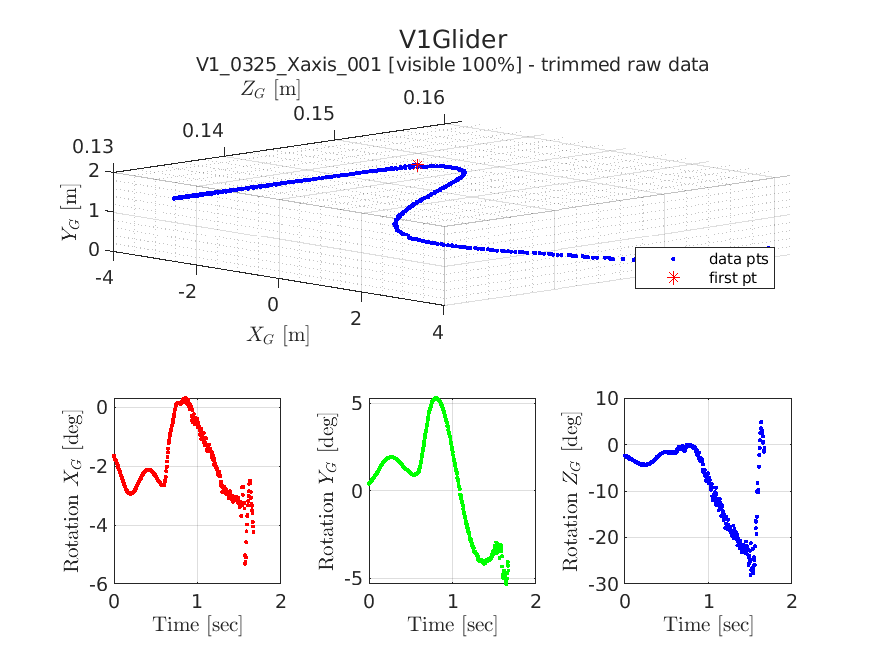 V1Glider
V1_0325_Xaxis_001 [visible 100%] - trimmed raw data
Z_G [m]
0.13 0.14 0.15 0.16
Y_G [m]
2
1
0
-4 -2 0 2 4
X_G [m]
data pts
first pt
Rotation X_G [deg]
0
-2
-4
-6
0 1 2
Time [sec]
Rotation Y_G [deg]
5
0
-5
0 1 2
Time [sec]
Rotation Z_G [deg]
10
0
-10
-20
-30
0 1 2
Time [sec]